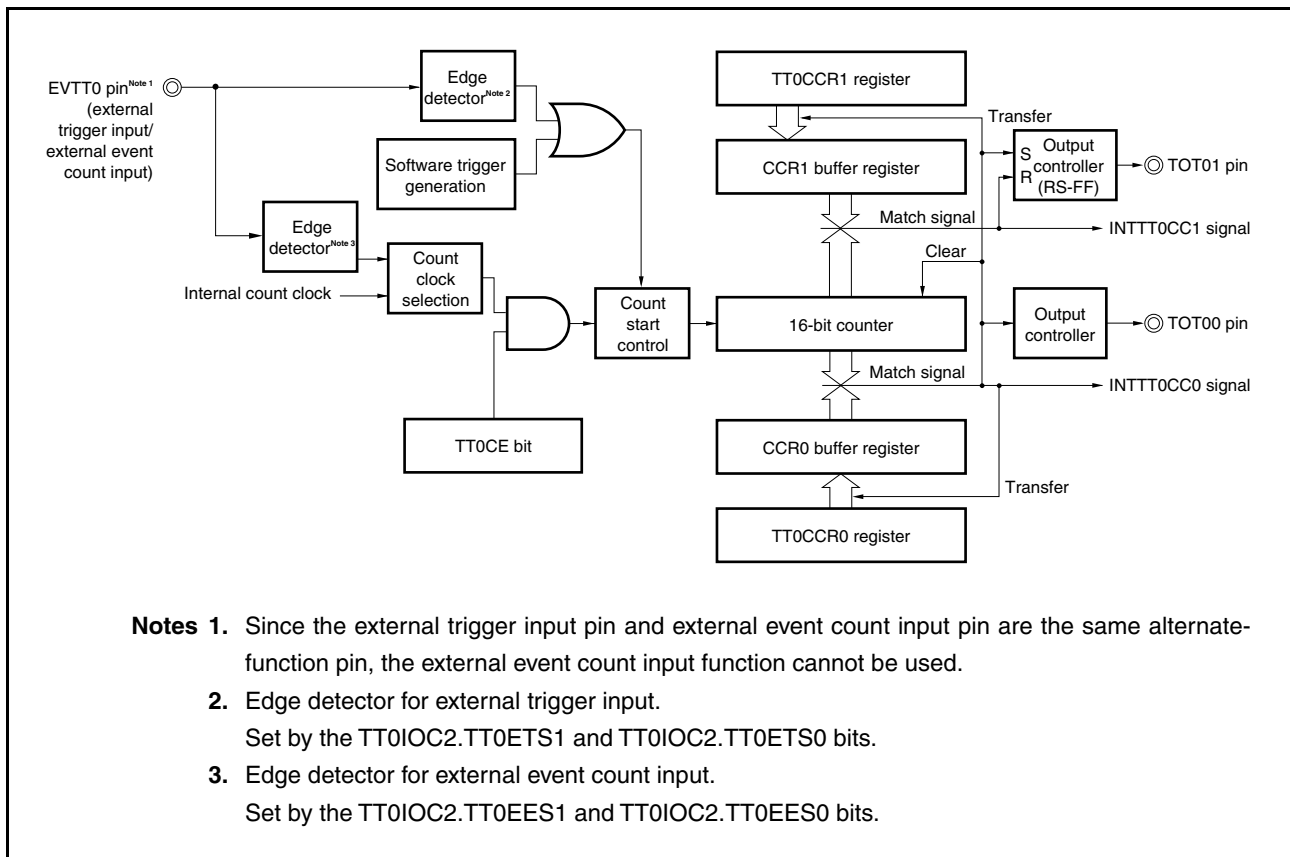 EVTT0 pinNote 1
(external
trigger input/
external event
count input)
Edge
detectorNote 2
Software trigger
generation
Edge
detectorNote 3
Internal count clock
Count
clock
selection
TT0CE bit
Count
start
control
TT0CCR1 register
Transfer
CCR1 buffer register
Match signal
Clear
16-bit counter
Match signal
CCR0 buffer register
Transfer
TT0CCR0 register
S
R
Output
controller
(RS-FF)
TOT01 pin
INTTT0CC1 signal
Output
controller
TOT00 pin
INTTT0CC0 signal
Notes 1. Since the external trigger input pin and external event count input pin are the same alternate-
function pin, the external event count input function cannot be used.
2. Edge detector for external trigger input.
Set by the TT0IOC2.TT0ETS1 and TT0IOC2.TT0ETS0 bits.
3. Edge detector for external event count input.
Set by the TT0IOC2.TT0EES1 and TT0IOC2.TT0EES0 bits.